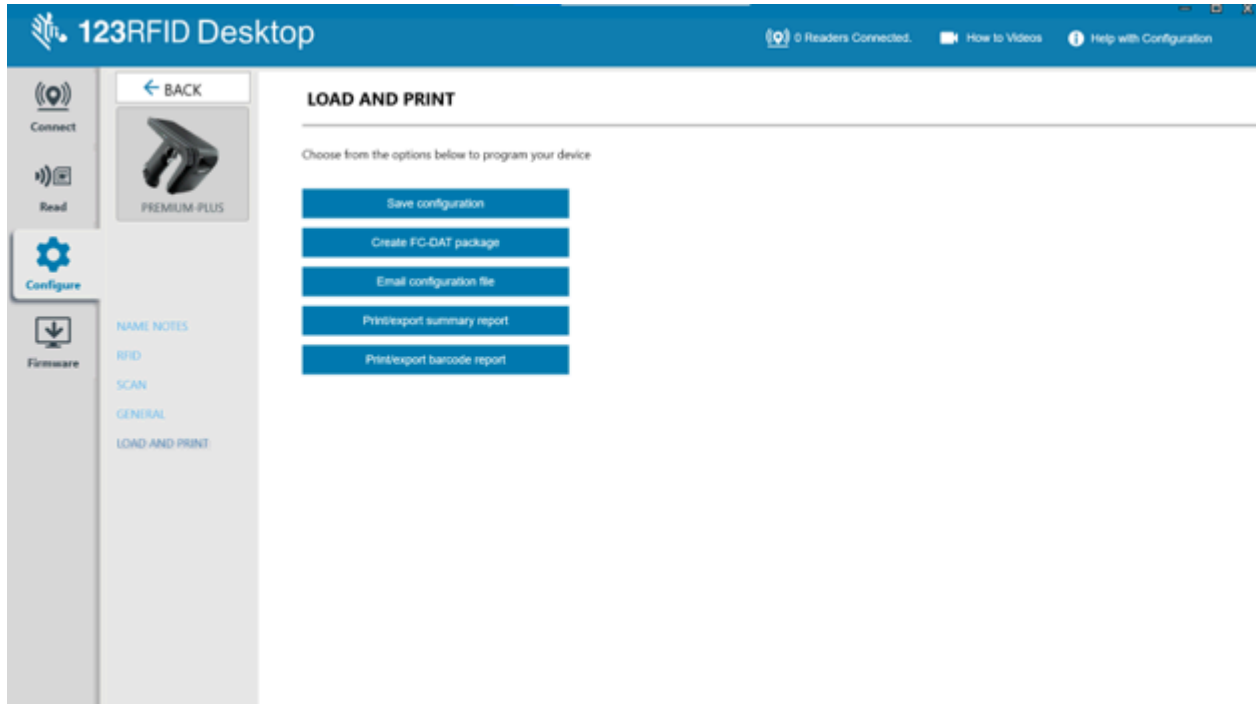 123RFID Desktop
0 Readers Connected.
How to Videos
Help with Configuration
Connect
Read
Configure
Firmware
BACK
PREMIUM-PLUS
NAME NOTES
RFID
SCAN
GENERAL
LOAD AND PRINT
LOAD AND PRINT
Choose from the options below to program your device
Save configuration
Create FC-DAT package
Email configuration file
Print/export summary report
Print/export barcode report